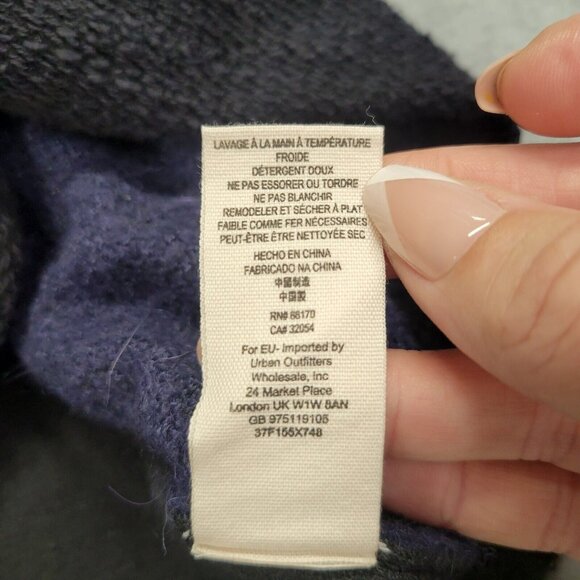 LAVAGE À LA MAIN À TEMPÉRATURE
FROIDE
DÉTERGENT DOUX
NE PAS ESSORER OU TORDRE
NE PAS BLANCHIR
REMODELER ET SÉCHER À PLAT
FAIBLE COMME FER NÉCESSAIRES
PEUT-ÊTRE ÊTRE NETTOYÉE SEC
HECHO EN CHINA
FABRICADO NA CHINA
中國制造
中国製
RN# 66170
CA# 32054
For EU- Imported by
Urban Outfitters
Wholesale, Inc
24 Market Place
London UK W1W 8AN
GB 975119105
37F155X748